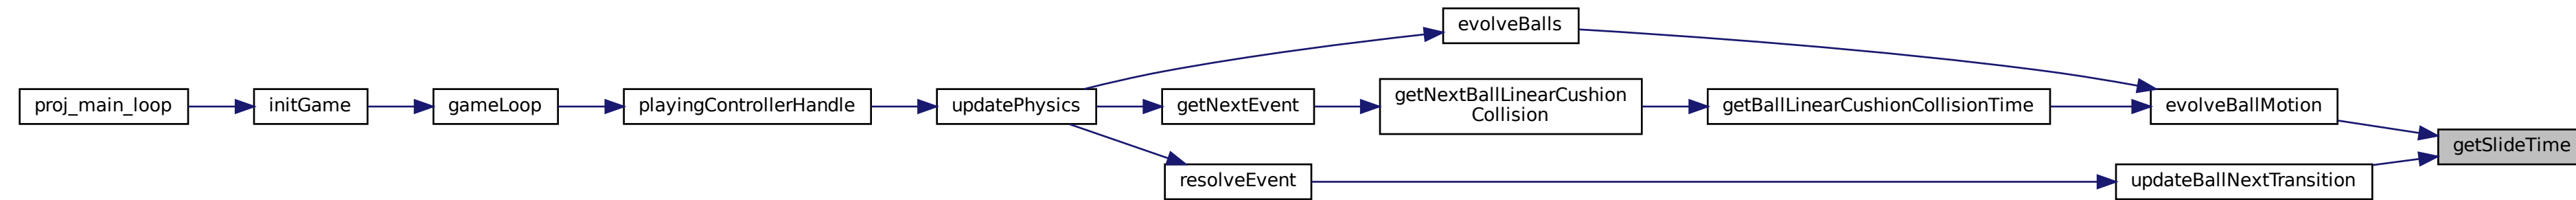 proj_main_loop
initGame
gameLoop
playingControllerHandle
updatePhysics
evolveBalls
getNextEvent
getNextBallLinearCushion
Collision
getBallLinearCushionCollisionTime
evolveBallMotion
getSlideTime
resolveEvent
updateBallNextTransition